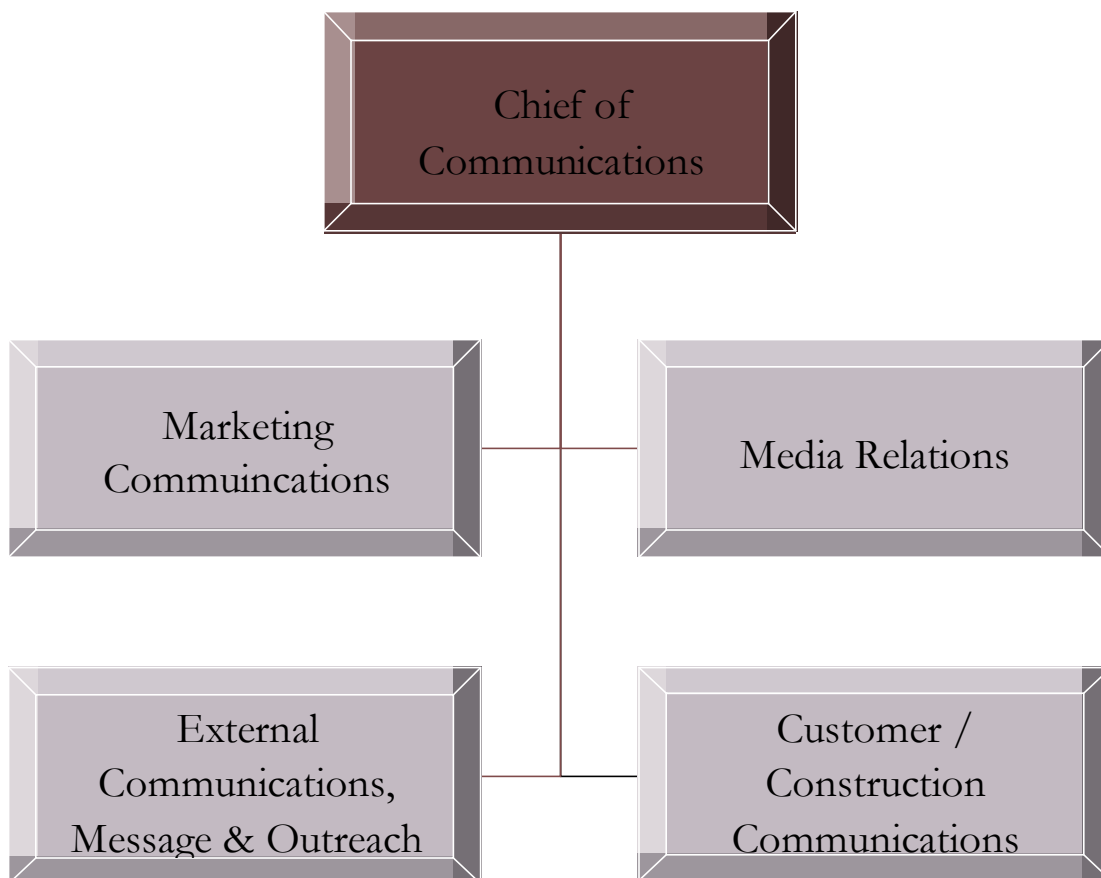 Chief of
Communications
Marketing
Commuincations
Media Relations
External
Communications,
Message & Outreach
Customer /
Construction
Communications